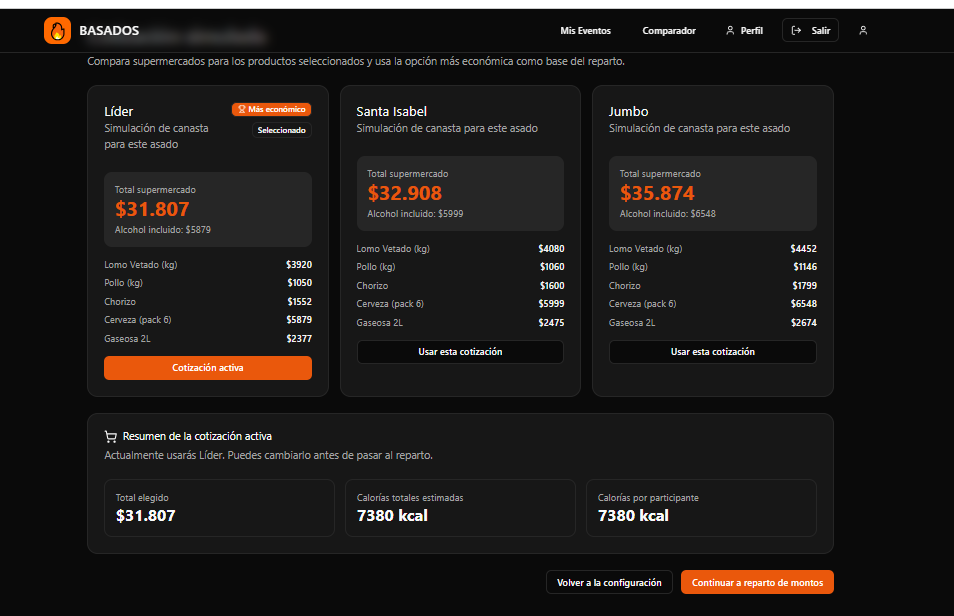 BASADOS
Mis Eventos
Comparador
Perfil
Salir
Compara supermercados para los productos seleccionados y usa la opción más económica como base del reparto.
Líder
Más económico
Simulación de canasta
para este asado
Seleccionado
Total supermercado
$31.807
Alcohol incluido: $5879
Lomo Vetado (kg) $3920
Pollo (kg) $1050
Chorizo $1552
Cerveza (pack 6) $5879
Gaseosa 2L $2377
Cotización activa
Santa Isabel
Simulación de canasta para este asado
Total supermercado
$32.908
Alcohol incluido: $5999
Lomo Vetado (kg) $4080
Pollo (kg) $1060
Chorizo $1600
Cerveza (pack 6) $5999
Gaseosa 2L $2475
Usar esta cotización
Jumbo
Simulación de canasta para este asado
Total supermercado
$35.874
Alcohol incluido: $6548
Lomo Vetado (kg) $4452
Pollo (kg) $1146
Chorizo $1799
Cerveza (pack 6) $6548
Gaseosa 2L $2674
Usar esta cotización
Resumen de la cotización activa
Actualmente usarás Líder. Puedes cambiarlo antes de pasar al reparto.
Total elegido
$31.807
Calorías totales estimadas
7380 kcal
Calorías por participante
7380 kcal
Volver a la configuración
Continuar a reparto de montos